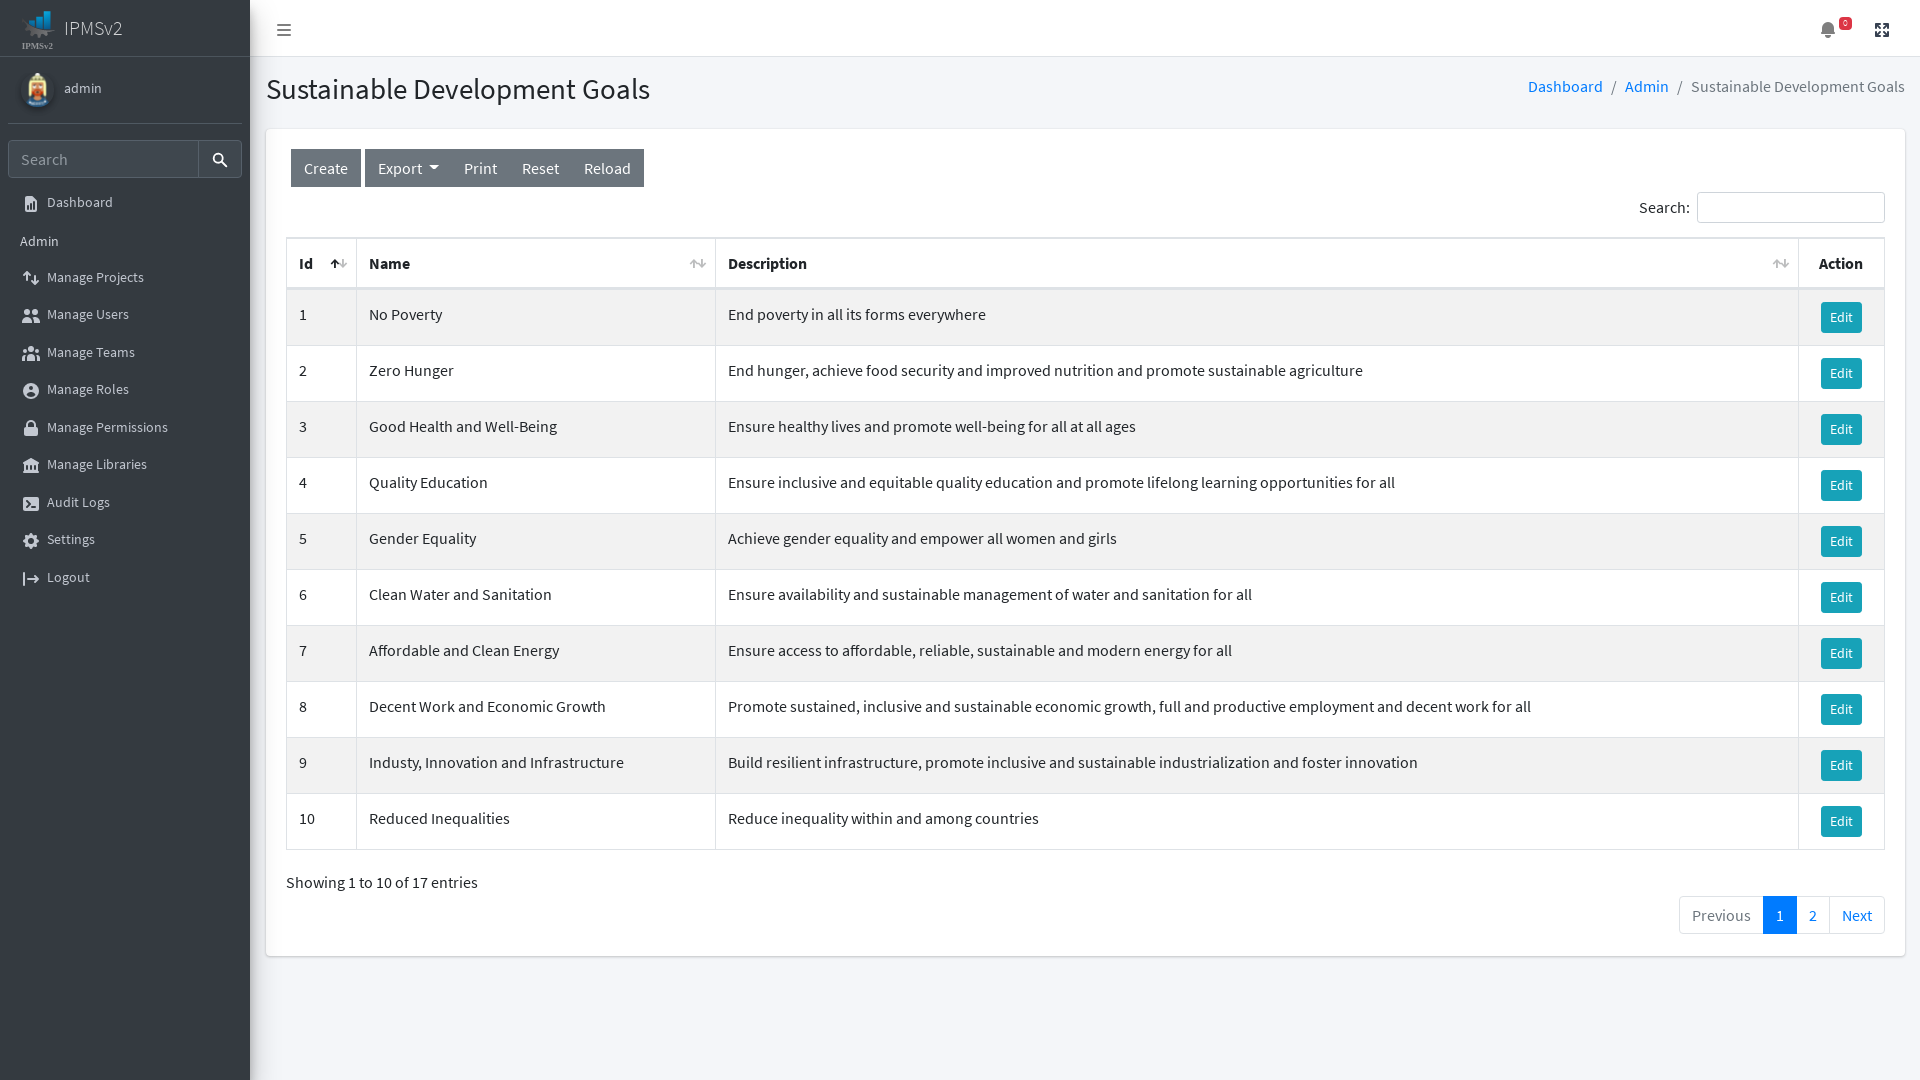 IPMSv2
IPMSv2
0
admin
Search
Dashboard
Admin
Manage Projects
Manage Users
Manage Teams
Manage Roles
Manage Permissions
Manage Libraries
Audit Logs
Settings
Logout
Sustainable Development Goals
Dashboard / Admin / Sustainable Development Goals
Create Export Print Reset Reload
Search:
Id Name Description Action
1 No Poverty End poverty in all its forms everywhere Edit
2 Zero Hunger End hunger, achieve food security and improved nutrition and promote sustainable agriculture Edit
3 Good Health and Well-Being Ensure healthy lives and promote well-being for all at all ages Edit
4 Quality Education Ensure inclusive and equitable quality education and promote lifelong learning opportunities for all Edit
5 Gender Equality Achieve gender equality and empower all women and girls Edit
6 Clean Water and Sanitation Ensure availability and sustainable management of water and sanitation for all Edit
7 Affordable and Clean Energy Ensure access to affordable, reliable, sustainable and modern energy for all Edit
8 Decent Work and Economic Growth Promote sustained, inclusive and sustainable economic growth, full and productive employment and decent work for all Edit
9 Industy, Innovation and Infrastructure Build resilient infrastructure, promote inclusive and sustainable industrialization and foster innovation Edit
10 Reduced Inequalities Reduce inequality within and among countries Edit
Showing 1 to 10 of 17 entries
Previous 1 2 Next